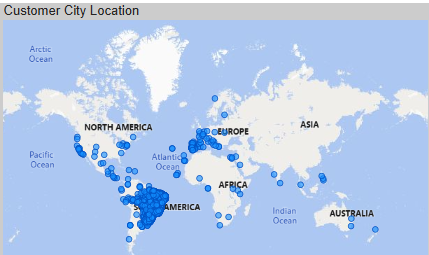 Customer City Location
Arctic
Ocean
NORTH AMERICA
EUROPE
ASIA
Pacific
Ocean
Atlantic
Ocean
AFRICA
S
AMERICA
Indian
Ocean
AUSTRALIA